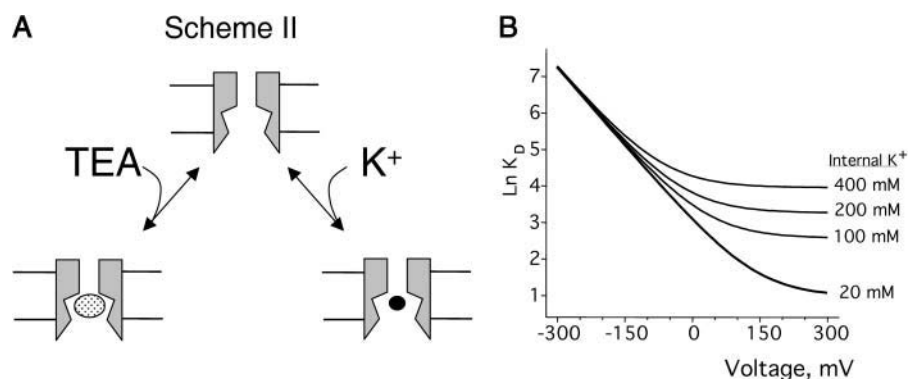 A
Scheme II
TEA
K+
B
Ln KD
7
6
5
4
3
2
1
-300
-150
0
150
300
Voltage, mV
Internal K+
400 mM
200 mM
100 mM
20 mM